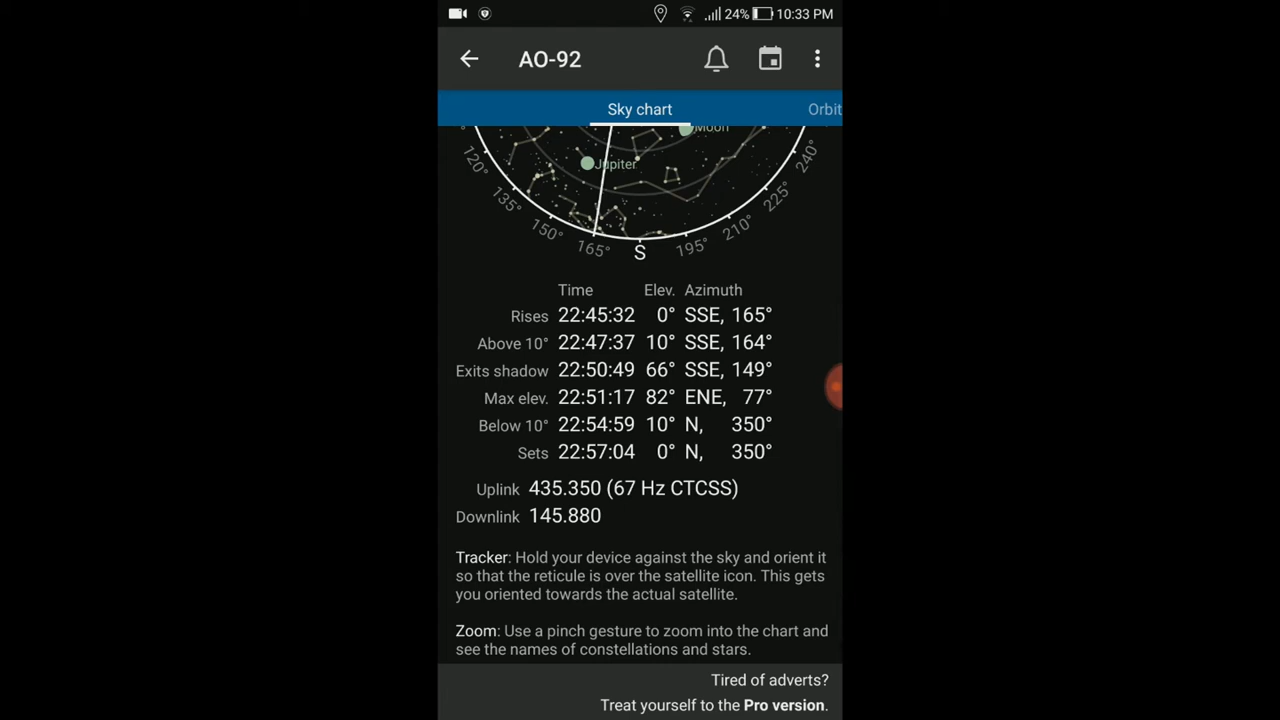 24% 10:33 PM
AO-92
Sky chart Orbit
Moon
Jupiter
120° 135° 150° 165° S 195° 210° 225° 240°
Time Elev. Azimuth
Rises 22:45:32 0° SSE, 165°
Above 10° 22:47:37 10° SSE, 164°
Exits shadow 22:50:49 66° SSE, 149°
Max elev. 22:51:17 82° ENE, 77°
Below 10° 22:54:59 10° N, 350°
Sets 22:57:04 0° N, 350°
Uplink 435.350 (67 Hz CTCSS)
Downlink 145.880
Tracker: Hold your device against the sky and orient it
so that the reticule is over the satellite icon. This gets
you oriented towards the actual satellite.
Zoom: Use a pinch gesture to zoom into the chart and
see the names of constellations and stars.
Tired of adverts?
Treat yourself to the Pro version.